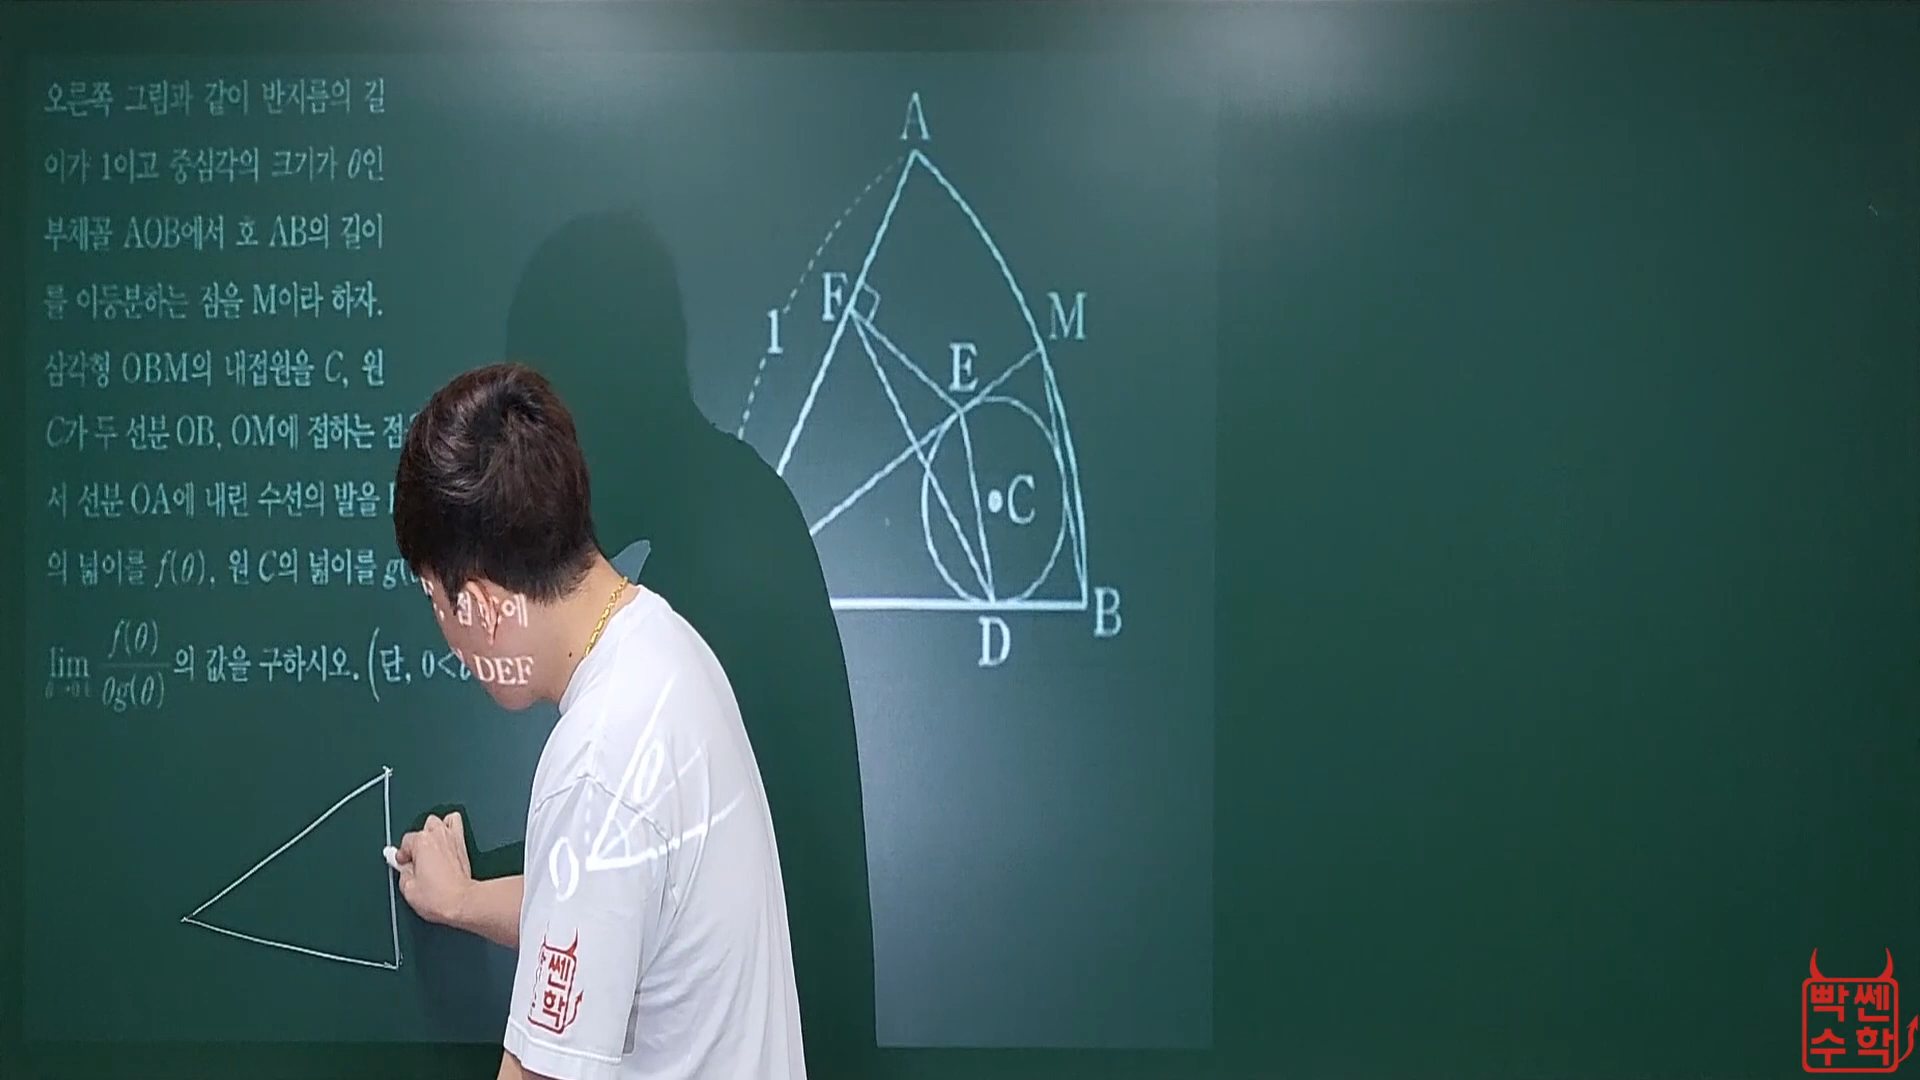 오른쪽 그림과 같이 반지름의 길
이가 1이고 중심각의 크기가 θ인
부채꼴 AOB에서 호 AB의 길이
를 이등분하는 점을 M이라 하자.
삼각형 OBM의 내접원을 C, 원
C가 두 선분 OB, OM에 접하는
서 선분 OA에 내린 수선의 발을
의 넓이를 f(θ), 원 C의 넓이를
에
DEF
lim f(θ)/θg(θ) 의 값을 구하시오. (단, 0<
A
1
F
M
E
C
B
D
θ
O
쎈
학
빡쎈
수학